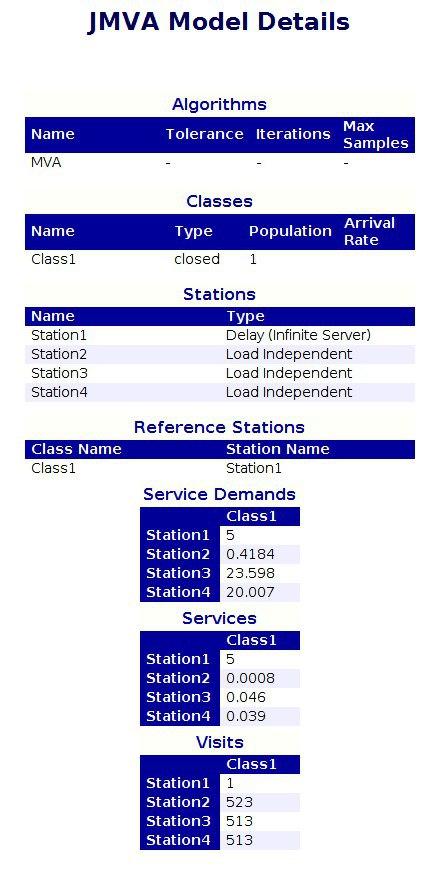 JMVA Model Details
Algorithms
Name Tolerance Iterations Max Samples
MVA - - -
Classes
Name Type Population Arrival Rate
Class1 closed 1
Stations
Name Type
Station1 Delay (Infinite Server)
Station2 Load Independent
Station3 Load Independent
Station4 Load Independent
Reference Stations
Class Name Station Name
Class1 Station1
Service Demands
Class1
Station1 5
Station2 0.4184
Station3 23.598
Station4 20.007
Services
Class1
Station1 5
Station2 0.0008
Station3 0.046
Station4 0.039
Visits
Class1
Station1 1
Station2 523
Station3 513
Station4 513